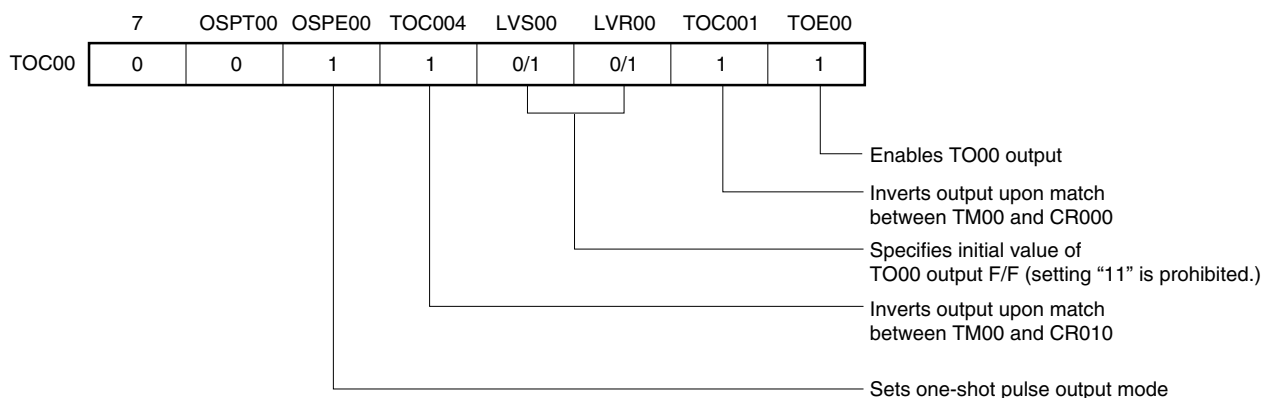 7 OSPT00 OSPE00 TOC004 LVS00 LVR00 TOC001 TOE00
TOC00 0 0 1 1 0/1 0/1 1 1
Enables TO00 output
Inverts output upon match
between TM00 and CR000
Specifies initial value of
TO00 output F/F (setting “11” is prohibited.)
Inverts output upon match
between TM00 and CR010
Sets one-shot pulse output mode